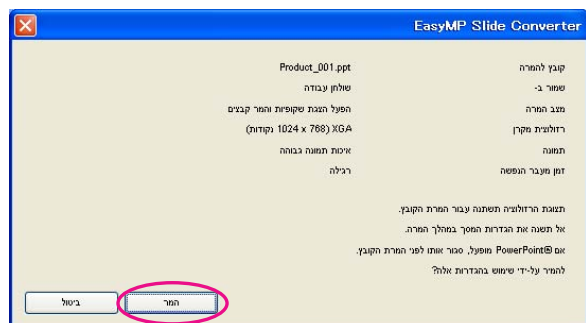 EasyMP Slide Converter
קובץ להמרה Product_001.ppt
שמור ב- שולחן עבודה
מצב המרה הפעל הצגת שקופיות והמר קבצים
רזולוצית מקרן XGA ‏(1024 x 768 נקודות)
תמונה איכות תמונה גבוהה
זמן מעבר הנפשה רגילה
תצוגת הרזולוציה תשתנה עבור המרת הקובץ.
אל תשנה את הגדרות המסך במהלך המרה.
אם PowerPoint® מופעל, סגור אותו לפני המרת הקובץ.
להמיר על-ידי שימוש בהגדרות אלה?
המר ביטול